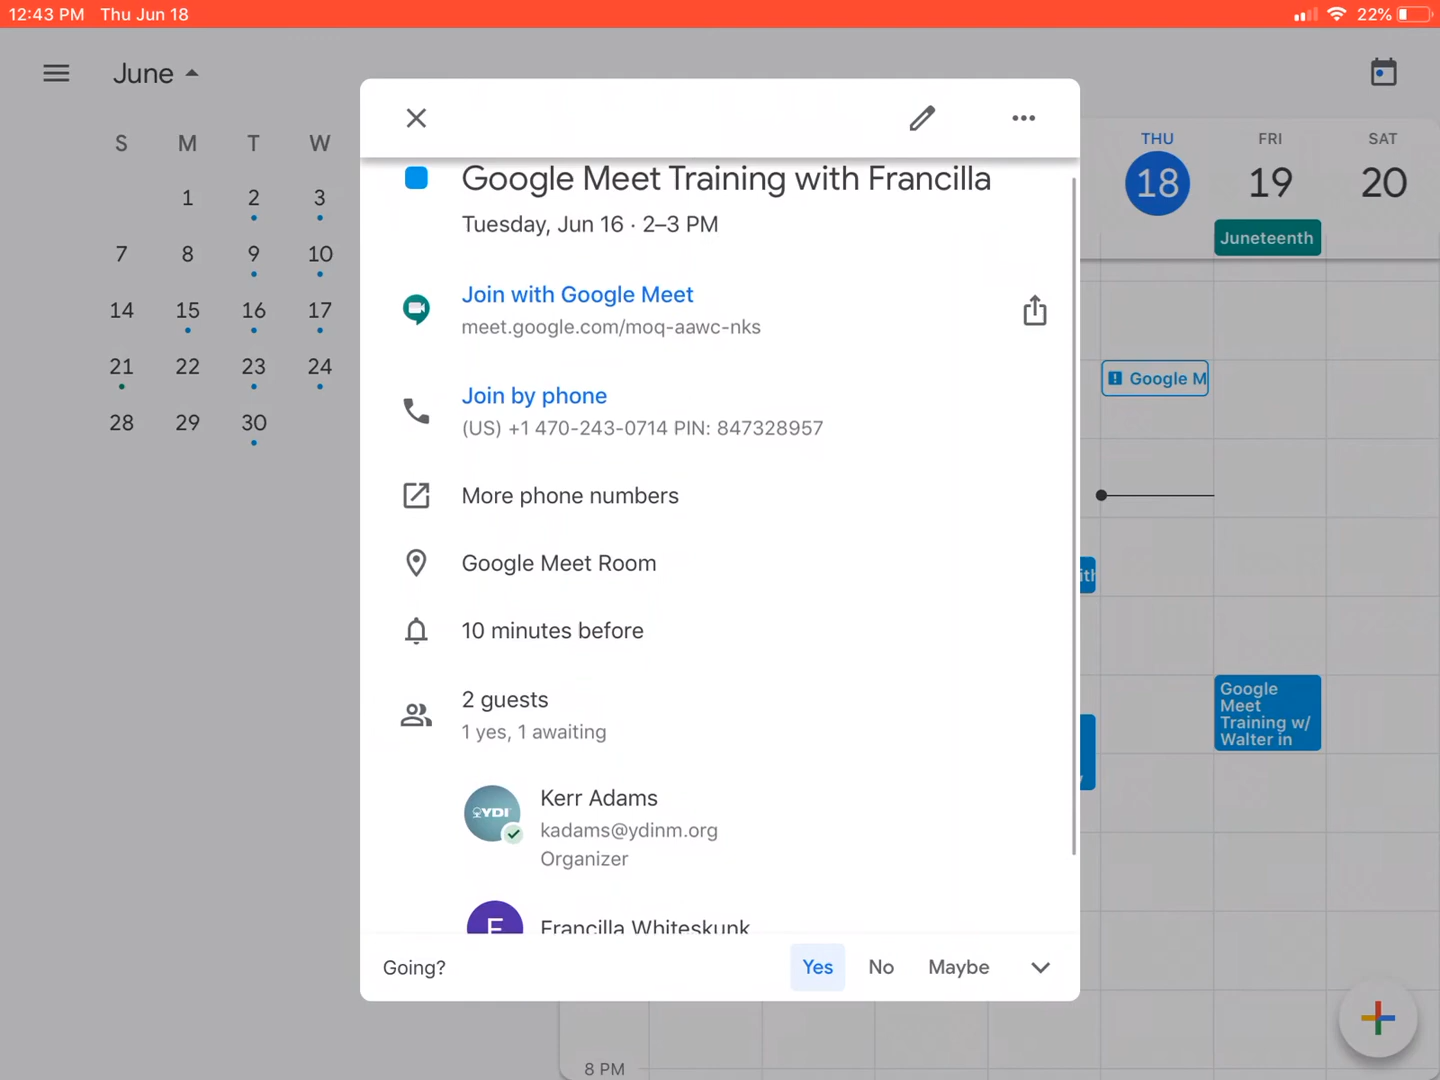 12:43 PM Thu Jun 18
22%
June
S M T W
1 2 3
7 8 9 10
14 15 16 17
21 22 23 24
28 29 30
Google Meet Training with Francilla
Tuesday, Jun 16 · 2–3 PM
Join with Google Meet
meet.google.com/moq-aawc-nks
Join by phone
(US) +1 470-243-0714 PIN: 847328957
More phone numbers
Google Meet Room
10 minutes before
2 guests
1 yes, 1 awaiting
YDI
Kerr Adams
kadams@ydinm.org
Organizer
F
Francilla Whiteskunk
Going? Yes No Maybe
THU FRI SAT
18 19 20
Juneteenth
Google M
Google
Meet
Training w/
Walter in
8 PM